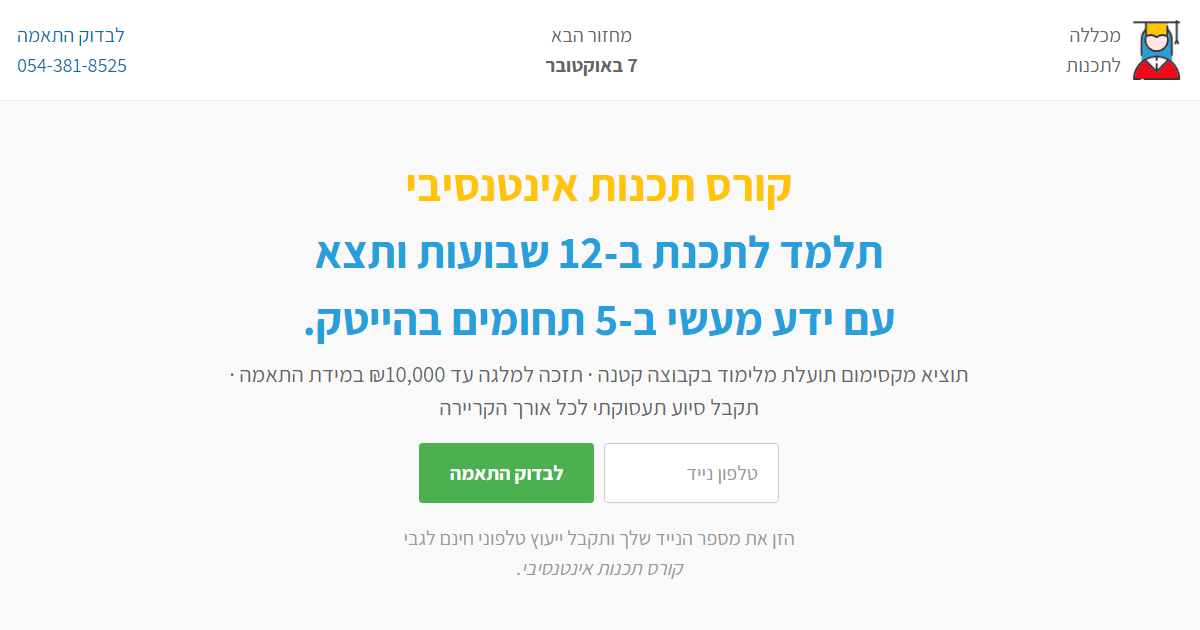 מכללה
לתכנות
מחזור הבא
7 באוקטובר
לבדוק התאמה
054-381-8525
קורס תכנות אינטנסיבי
תלמד לתכנת ב-12 שבועות ותצא
עם ידע מעשי ב-5 תחומים בהייטק.
תוציא מקסימום תועלת מלימוד בקבוצה קטנה · תזכה למלגה עד 10,000₪ במידת התאמה ·
תקבל סיוע תעסוקתי לכל אורך הקריירה
טלפון נייד
לבדוק התאמה
הזן את מספר הנייד שלך ותקבל ייעוץ טלפוני חינם לגבי
קורס תכנות אינטנסיבי.